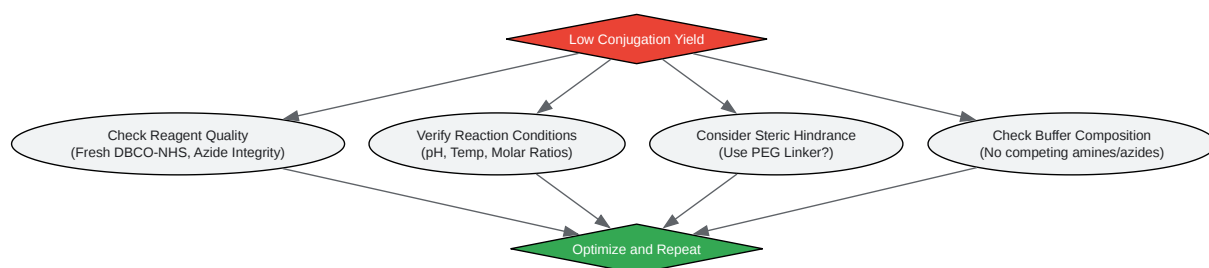 Low Conjugation Yield
Check Reagent Quality
(Fresh DBCO-NHS, Azide Integrity)
Verify Reaction Conditions
(pH, Temp, Molar Ratios)
Consider Steric Hindrance
(Use PEG Linker?)
Check Buffer Composition
(No competing amines/azides)
Optimize and Repeat